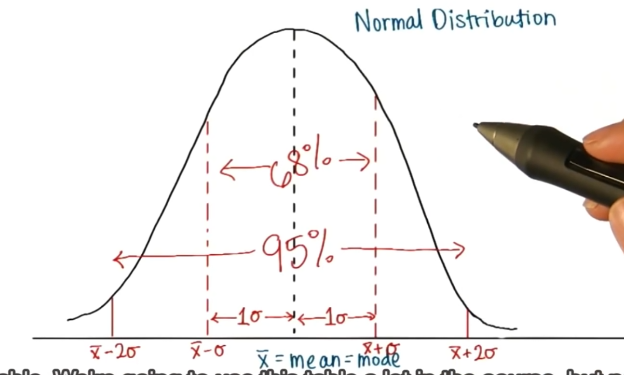 Normal Distribution
68%
95%
1σ 1σ
x̄-2σ x̄-σ x̄+σ x̄+2σ
x̄ = mean = mode